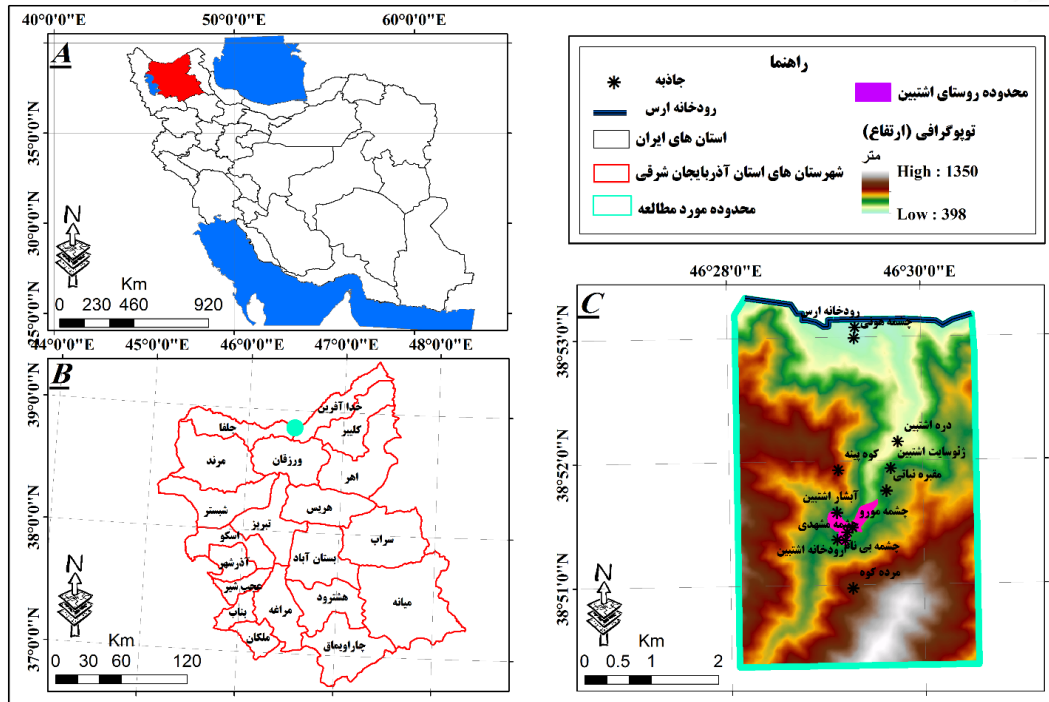 40°0'0"E
50°0'0"E
60°0'0"E
A
35°0'0"N
30°0'0"N
25°0'0"N
N
Km
0 230 460 920
راهنما
جاذبه
رودخانه ارس
استان های ایران
شهرستان های استان آذربایجان شرقی
محدوده مورد مطالعه
محدوده روستای اشتبین
توپوگرافی (ارتفاع)
متر
High : 1350
Low : 398
44°0'0"E
45°0'0"E
46°0'0"E
47°0'0"E
48°0'0"E
B
39°0'0"N
38°0'0"N
37°0'0"N
خدا آفرین
جلفا
کلیبر
مرند
ورزقان
اهر
شبستر
هریس
تبریز
اسکو
سراب
بستان آباد
آذرشهر
عجب شیر
هشترود
میانه
مراغه
بناب
ملکان
چاراویماق
N
Km
0 30 60 120
46°28'0"E
46°30'0"E
C
38°53'0"N
38°52'0"N
38°51'0"N
رودخانه ارس
چشمه هونی
دره اشتبین
ژئوسایت اشتبین
کوه پینه
مقبره نباتی
آبشار اشتبین
چشمه مورو
چشمه مشهدی
چشمه بی نام
رودخانه اشتبین
مرده کوه
N
Km
0 0.5 1 2